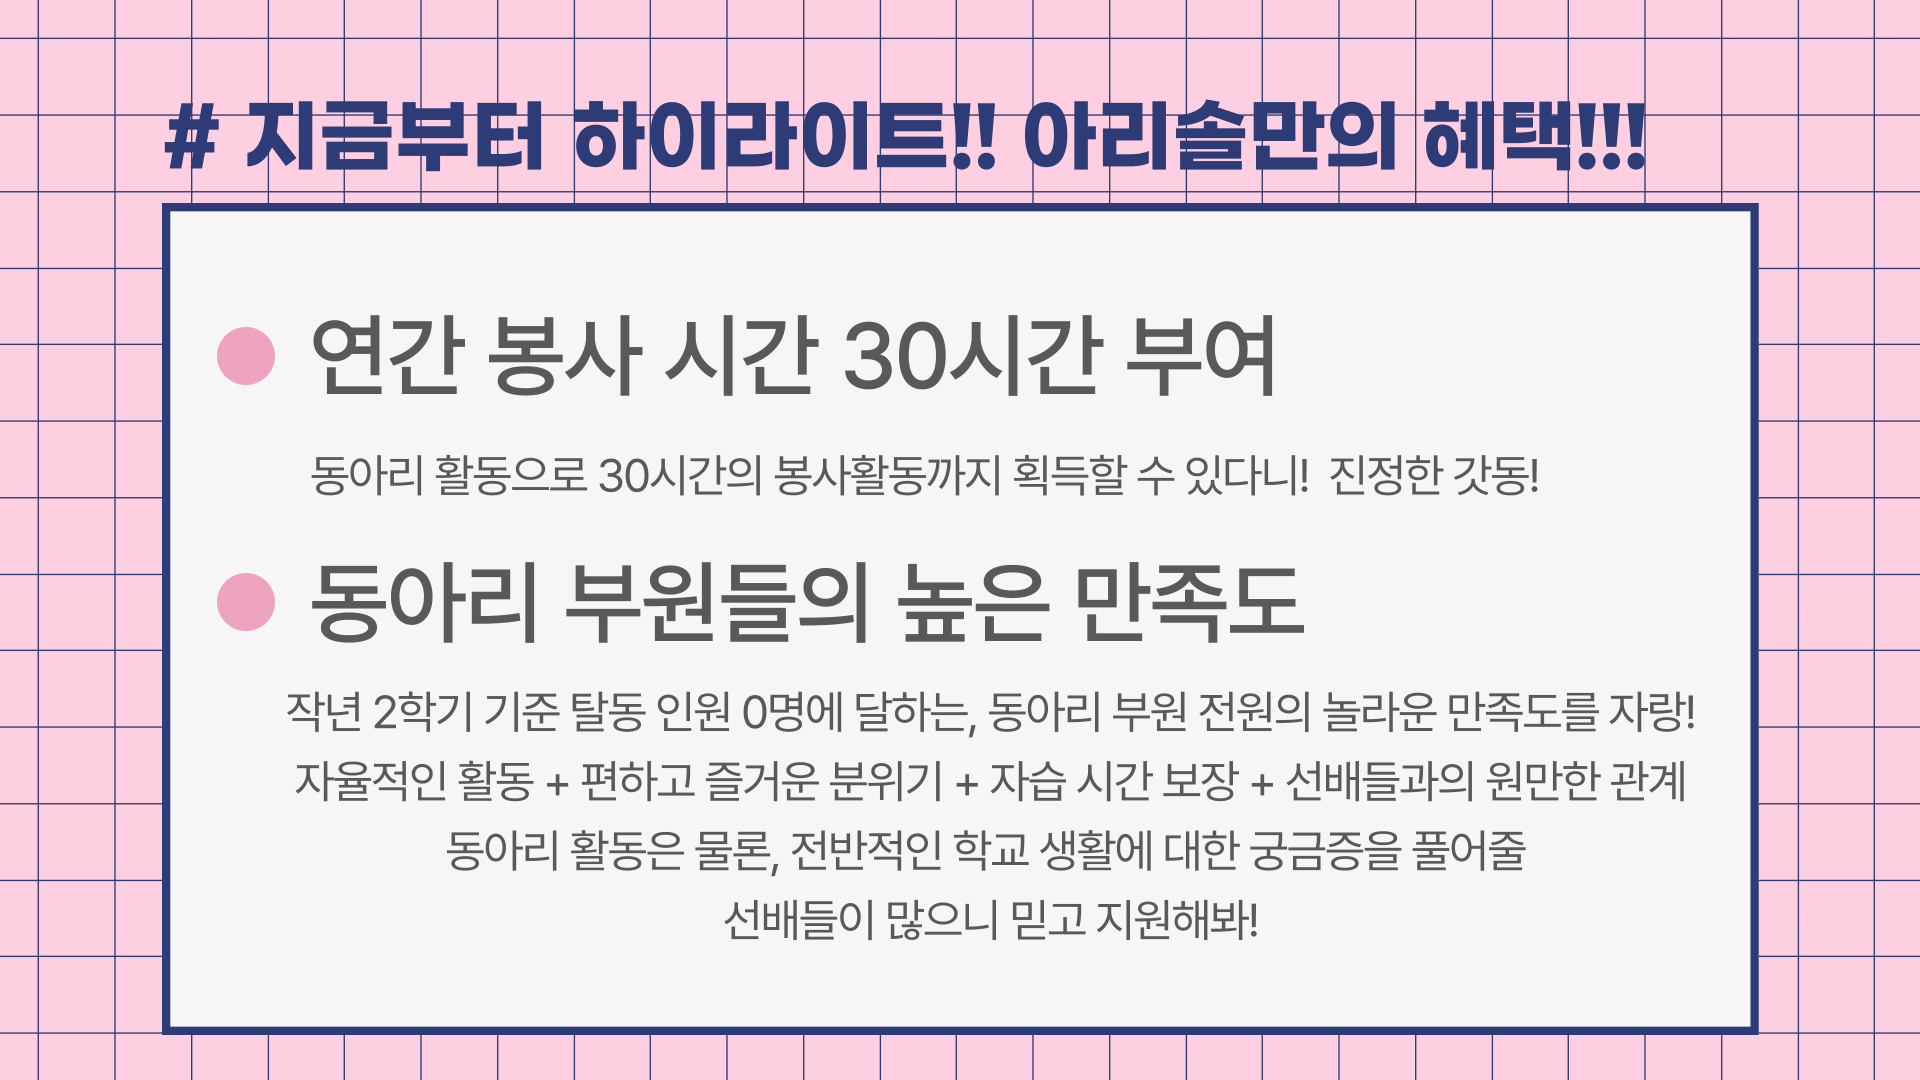 # 지금부터 하이라이트!! 아리솔만의 혜택!!!
연간 봉사 시간 30시간 부여
동아리 활동으로 30시간의 봉사활동까지 획득할 수 있다니! 진정한 갓동!
동아리 부원들의 높은 만족도
작년 2학기 기준 탈동 인원 0명에 달하는, 동아리 부원 전원의 놀라운 만족도를 자랑!
자율적인 활동 + 편하고 즐거운 분위기 + 자습 시간 보장 + 선배들과의 원만한 관계
동아리 활동은 물론, 전반적인 학교 생활에 대한 궁금증을 풀어줄
선배들이 많으니 믿고 지원해봐!